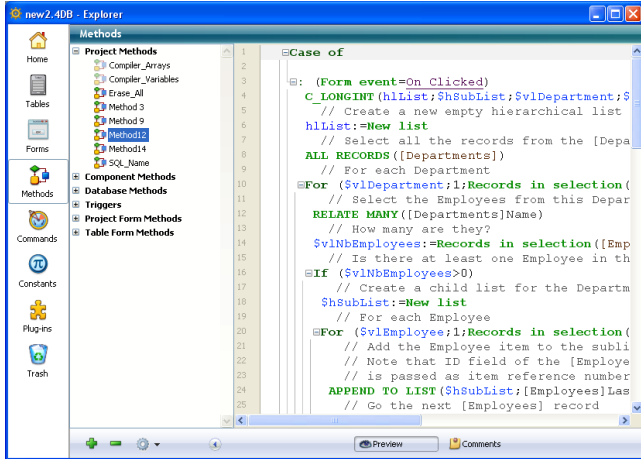 new2.4DB - Explorer
Home
Tables
Forms
Methods
Commands
Constants
Plug-ins
Trash
Methods
Project Methods
Compiler_Arrays
Compiler_Variables
Erase_All
Method 3
Method 9
Method12
Method14
SQL_Name
Component Methods
Database Methods
Triggers
Project Form Methods
Table Form Methods
1 Case of
2
3 : (Form event=On Clicked)
4 C_LONGINT(hlList;$hSubList;$vlDepartment;$
5 // Create a new empty hierarchical list
6 hlList:=New list
7 // Select all the records from the [Depa
8 ALL RECORDS([Departments])
9 // For each Department
10 For ($vlDepartment;1;Records in selection(
11 // Select the Employees from this Depar
12 RELATE MANY([Departments]Name)
13 // How many are they?
14 $vlNbEmployees:=Records in selection([Emp
15 // Is there at least one Employee in th
16 If ($vlNbEmployees>0)
17 // Create a child list for the Departm
18 $hSubList:=New list
19 // For each Employee
20 For ($vlEmployee;1;Records in selection(
21 // Add the Employee item to the subli
22 // Note that ID field of the [Employe
23 // is passed as item reference number
24 APPEND TO LIST($hSubList;[Employees]Las
25 // Go the next [Employees] record
Preview
Comments